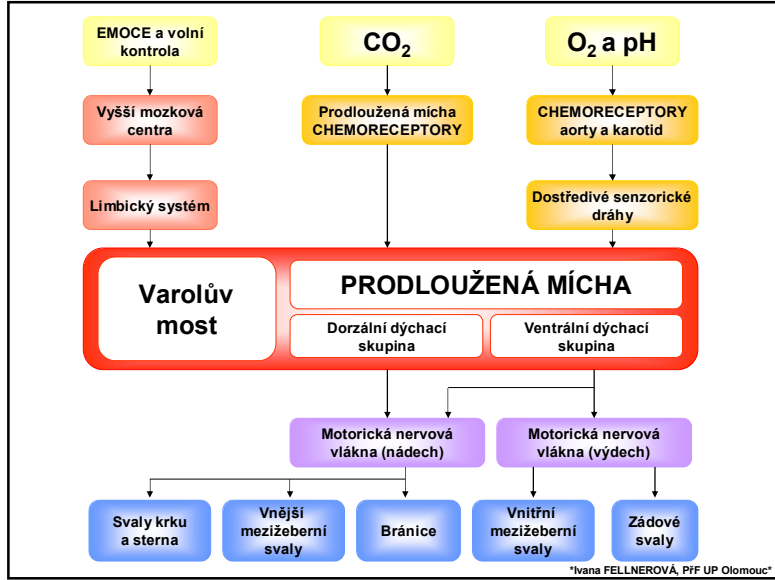 EMOCE a volní
kontrola
CO2
O2 a pH
Vyšší mozková
centra
Prodloužená mícha
CHEMORECEPTORY
CHEMORECEPTORY
aorty a karotid
Limbický systém
Dostředivé senzorické
dráhy
Varolův
most
PRODLOUŽENÁ MÍCHA
Dorzální dýchací
skupina
Ventrální dýchací
skupina
Motorická nervová
vlákna (nádech)
Motorická nervová
vlákna (výdech)
Svaly krku
a sterna
Vnější
mezižeberní
svaly
Bránice
Vnitřní
mezižeberní
svaly
Zádové
svaly
*Ivana FELLNEROVÁ, PřF UP Olomouc*